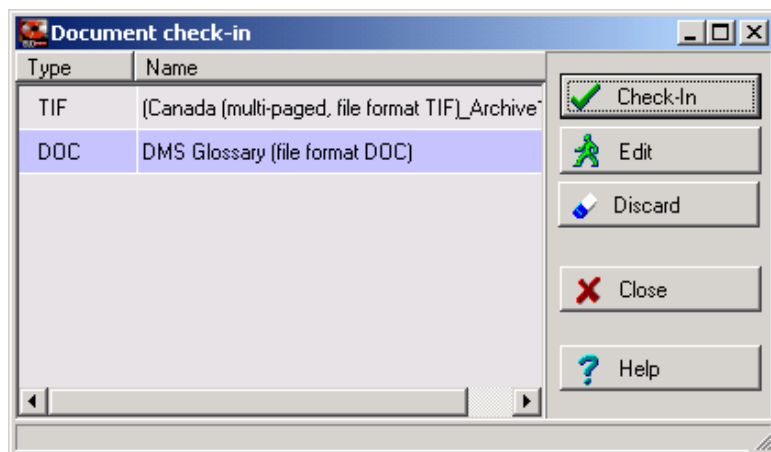 Document check-in
Type Name
TIF (Canada (multi-paged, file format TIF)_Archive
DOC DMS Glossary (file format DOC)
Check-In
Edit
Discard
Close
Help